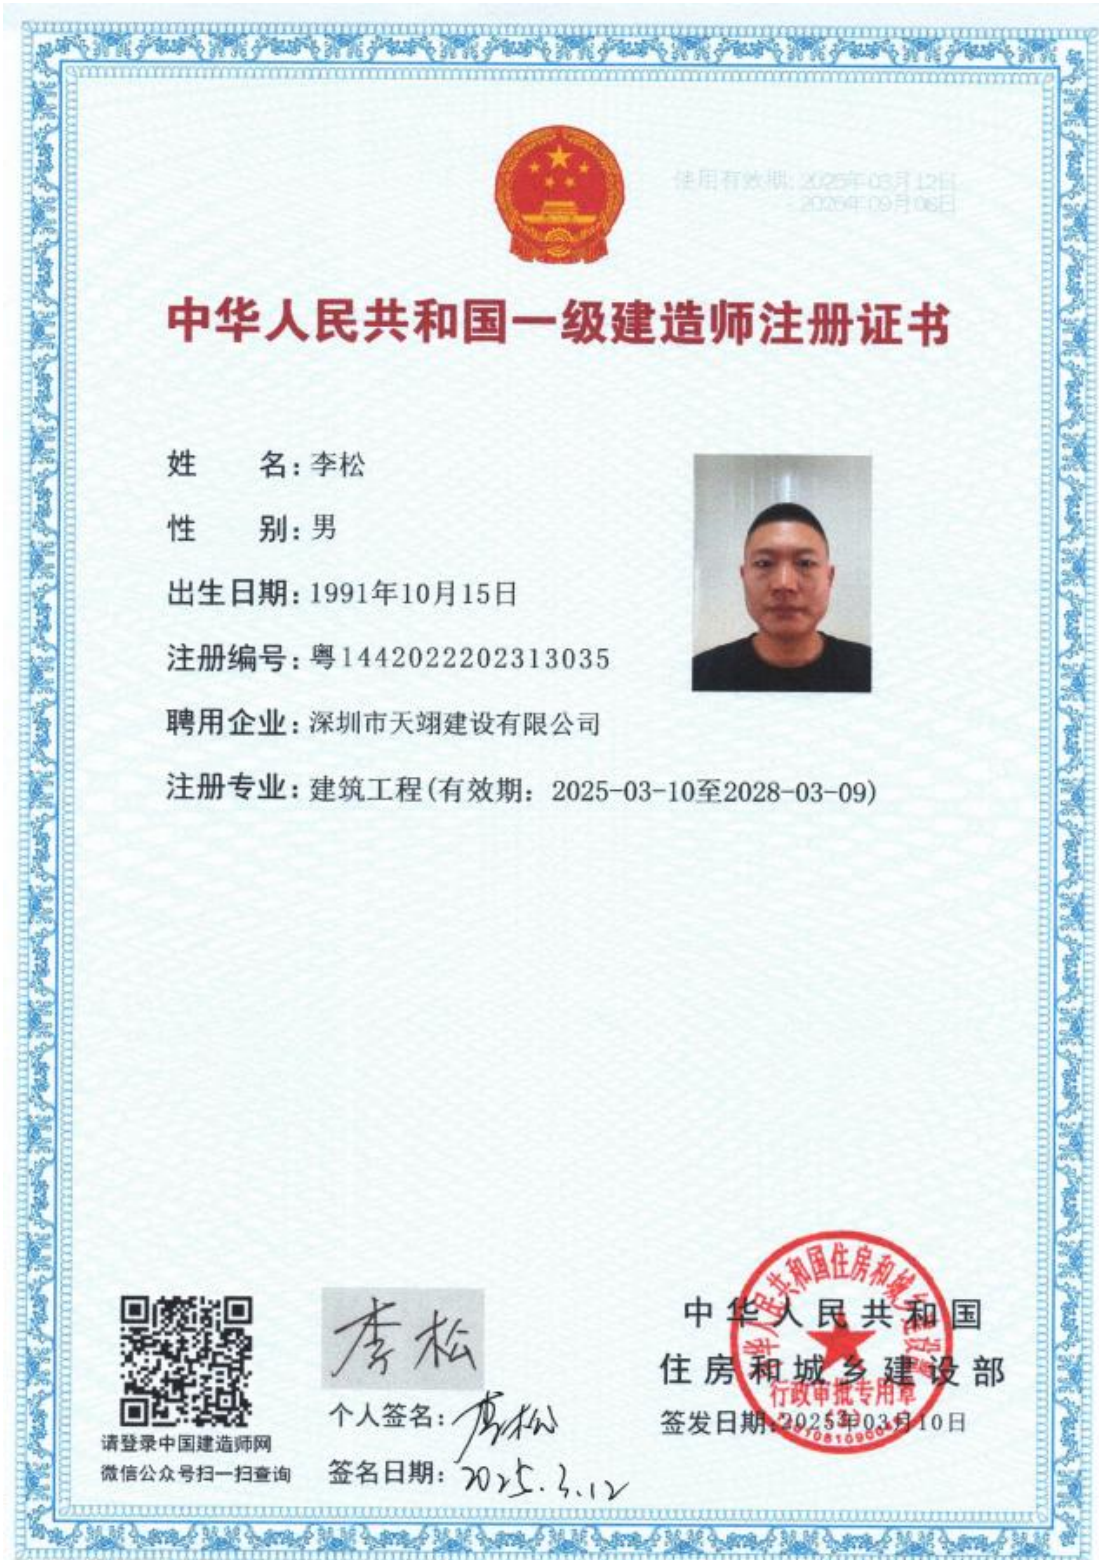 使用有效期: 2025年03月12日
- 2026年09月06日
中华人民共和国一级建造师注册证书
姓 名: 李松
性 别: 男
出生日期: 1991年10月15日
注册编号: 粤1442022202313035
聘用企业: 深圳市天翊建设有限公司
注册专业: 建筑工程(有效期: 2025-03-10至2028-03-09)
请登录中国建造师网
微信公众号扫一扫查询
李松
个人签名: 李松
签名日期: 2025.3.12
中华人民共和国住房和城乡建设部
行政审批专用章
中华人民共和国
住房和城乡建设部
签发日期: 2025年03月10日